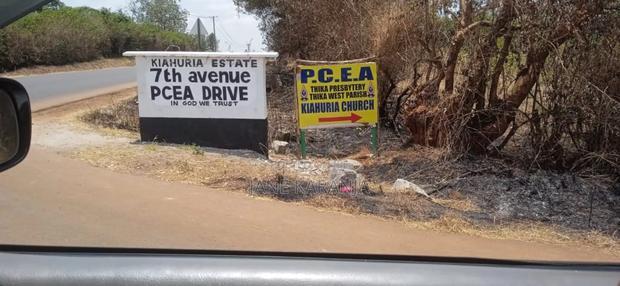 KIAHURIA ESTATE
7th avenue
PCEA DRIVE
IN GOD WE TRUST
P.C.E.A
THIKA PRESBYTERY
THIKA WEST PARISH
KIAHURIA CHURCH